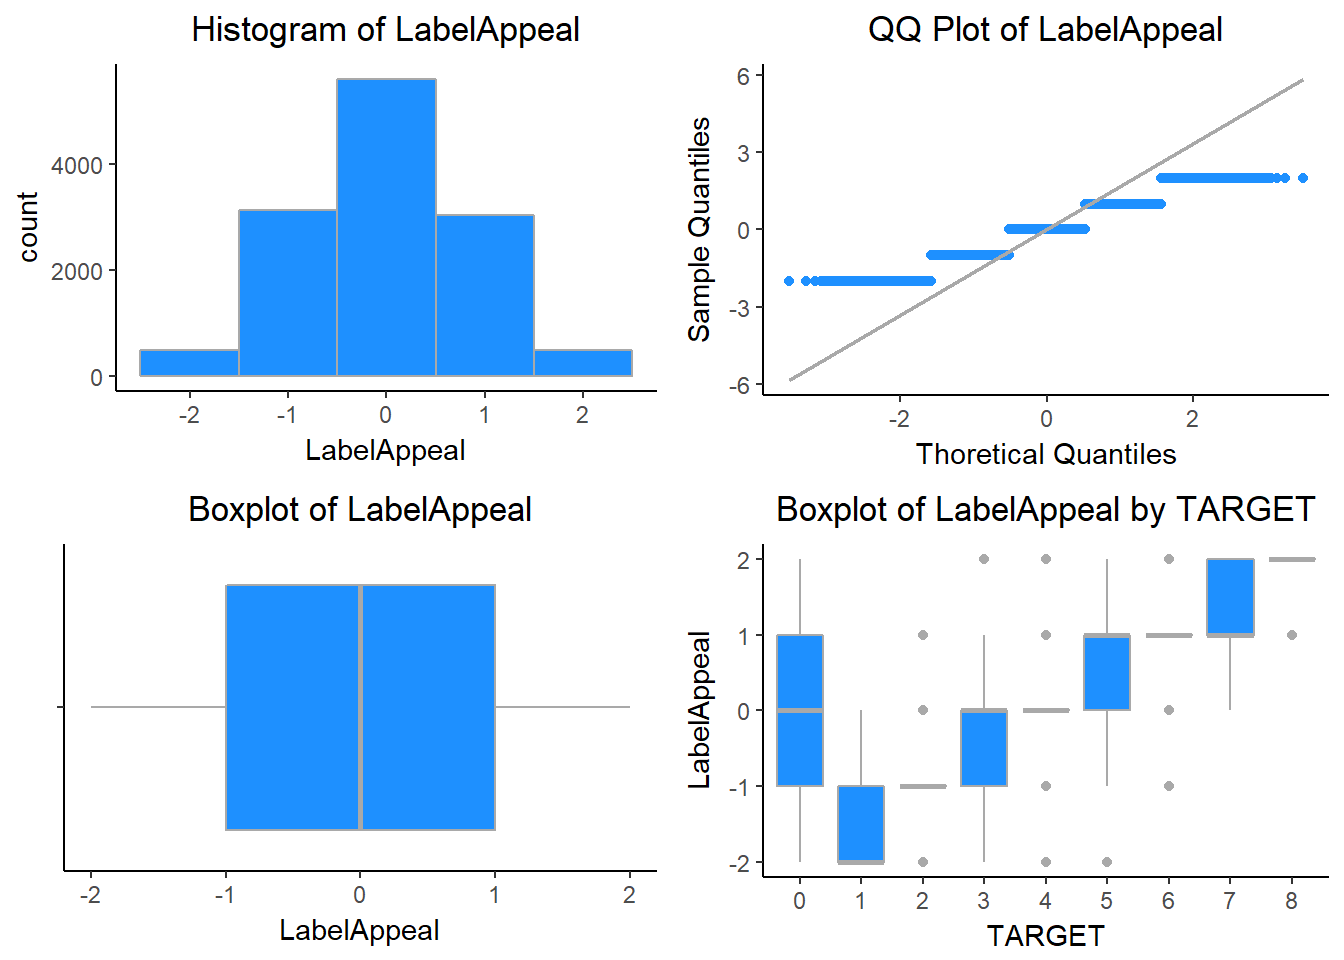 Histogram of LabelAppeal
count
4000
2000
0
-2 -1 0 1 2
LabelAppeal
QQ Plot of LabelAppeal
Sample Quantiles
6
3
0
-3
-6
-2 0 2
Thoretical Quantiles
Boxplot of LabelAppeal
-2 -1 0 1 2
LabelAppeal
Boxplot of LabelAppeal by TARGET
LabelAppeal
2
1
0
-1
-2
0 1 2 3 4 5 6 7 8
TARGET